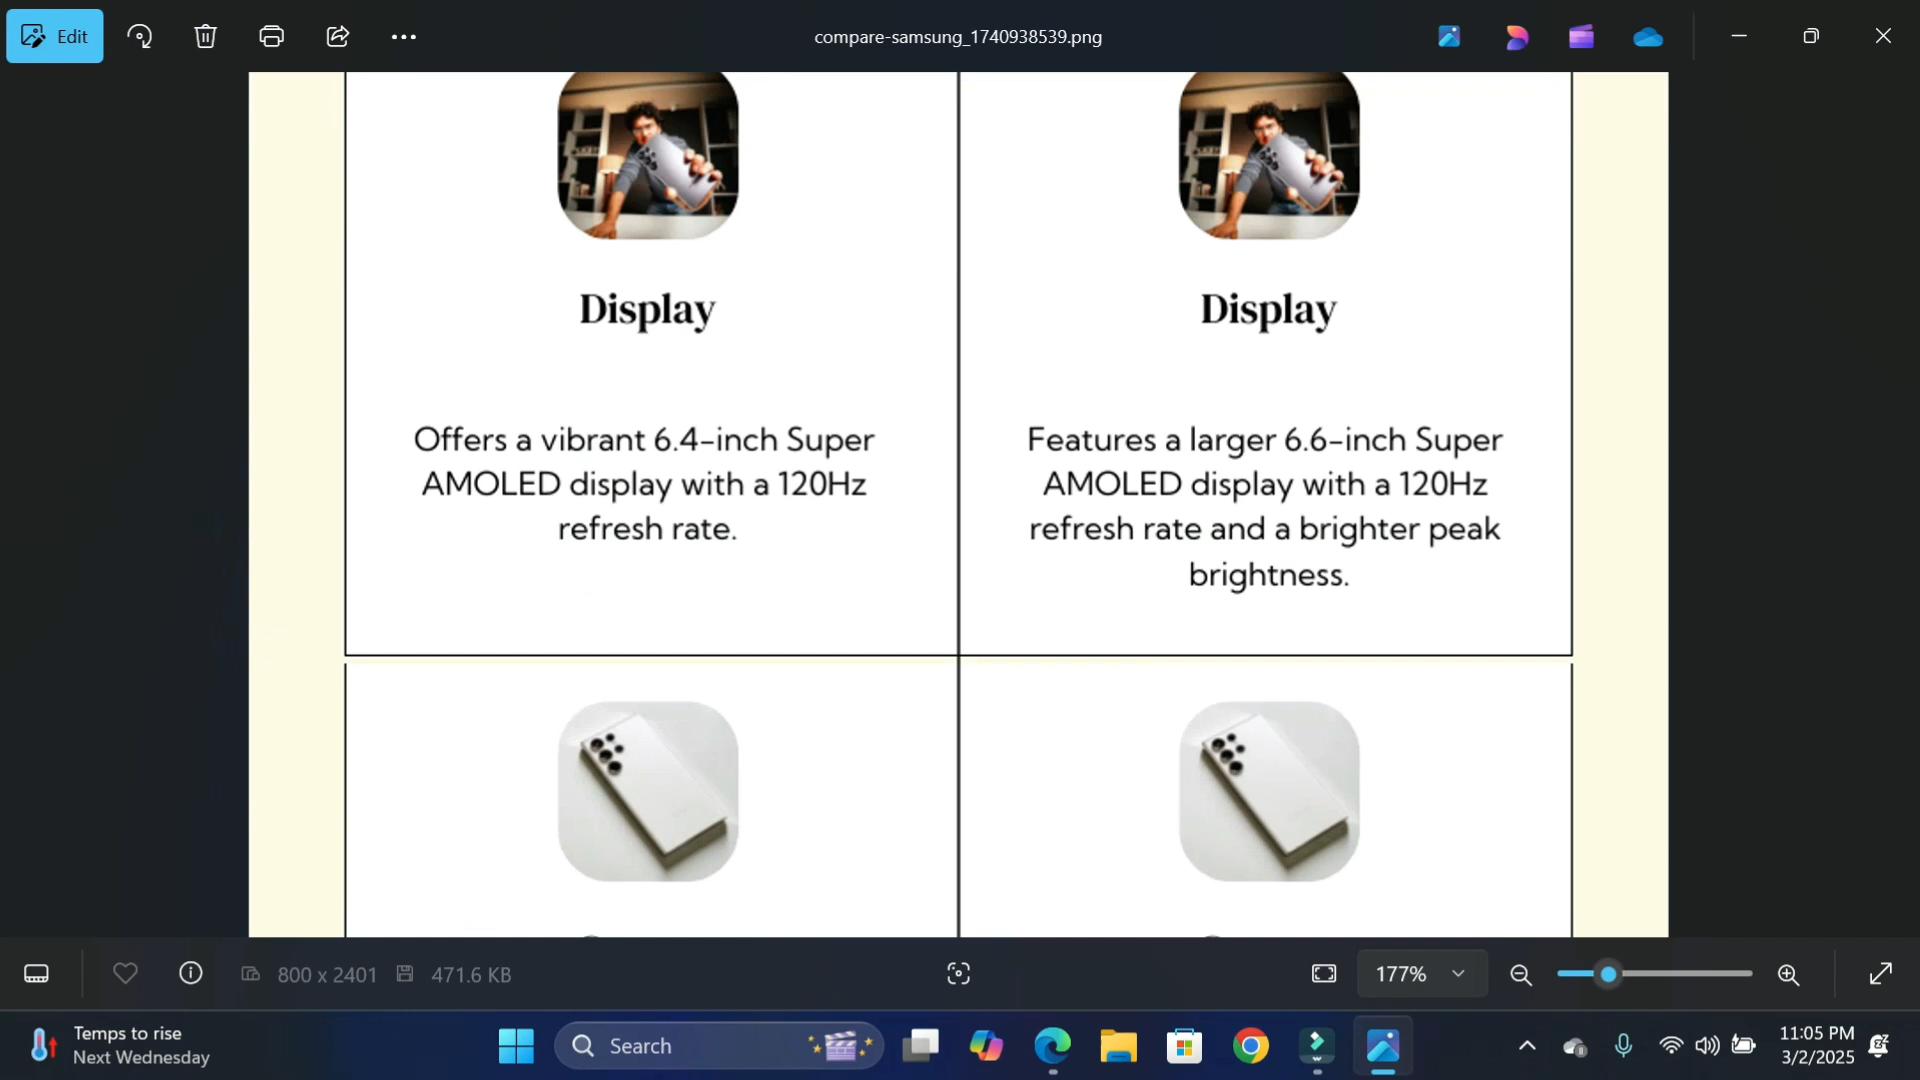 Edit
compare-samsung_1740938539.png
Display
Offers a vibrant 6.4-inch Super
AMOLED display with a 120Hz
refresh rate.
Display
Features a larger 6.6-inch Super
AMOLED display with a 120Hz
refresh rate and a brighter peak
brightness.
800 x 2401
471.6 KB
177%
Temps to rise
Next Wednesday
Search
11:05 PM
3/2/2025